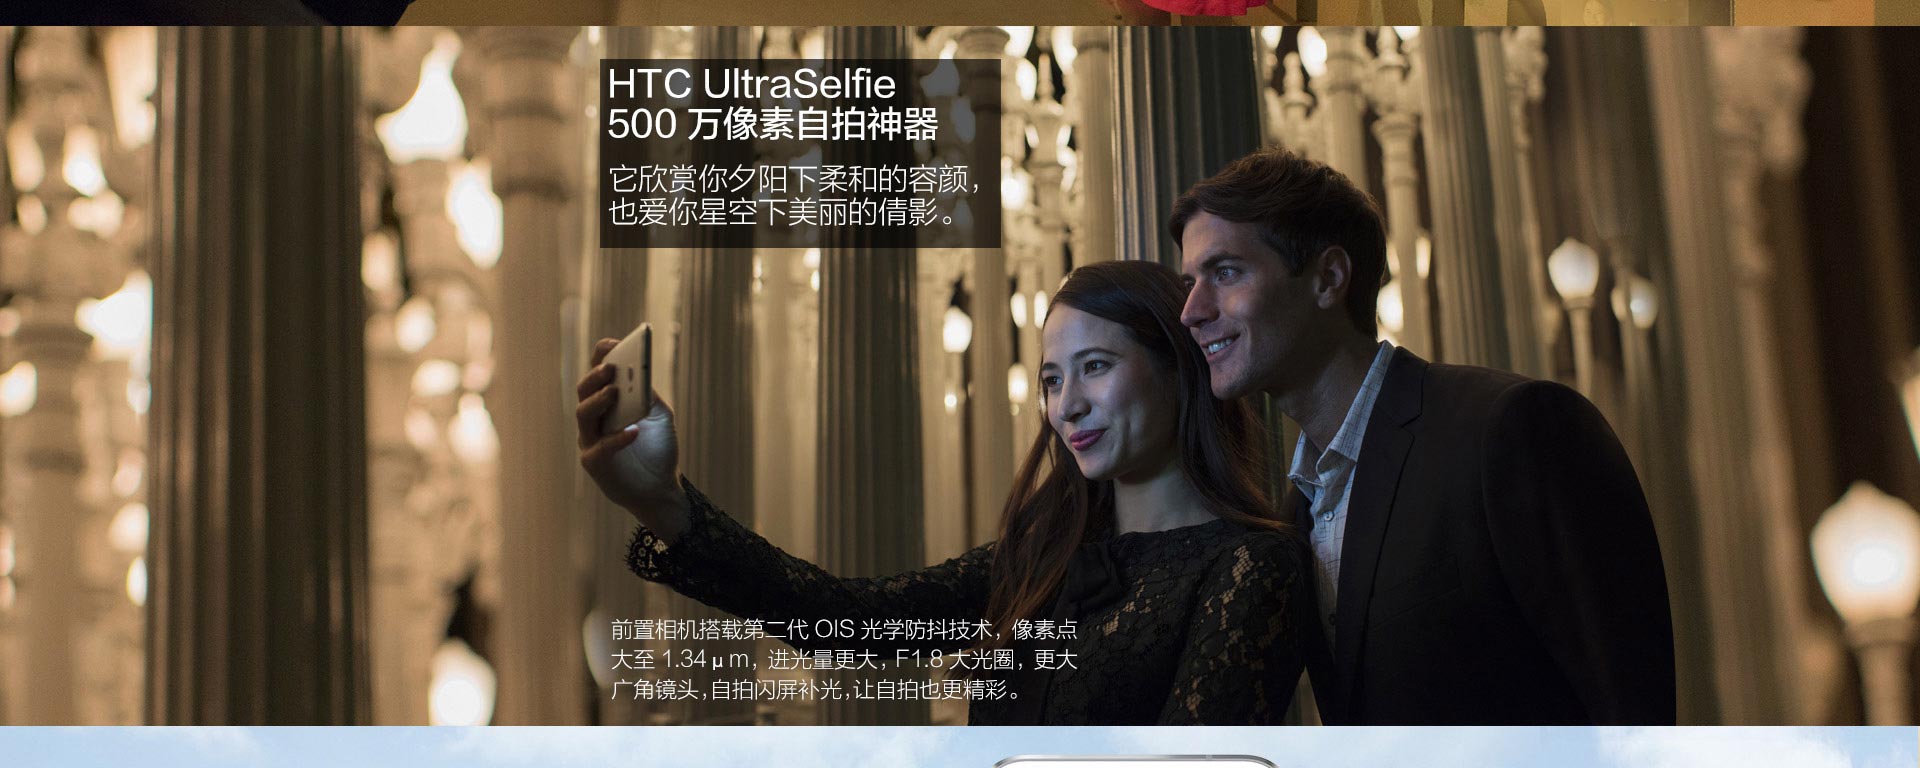 HTC UltraSelfie
500 万像素自拍神器
它欣赏你夕阳下柔和的容颜，
也爱你星空下美丽的倩影。
前置相机搭载第二代 OIS 光学防抖技术，像素点
大至 1.34 μm，进光量更大，F1.8 大光圈，更大
广角镜头，自拍闪屏补光，让自拍也更精彩。